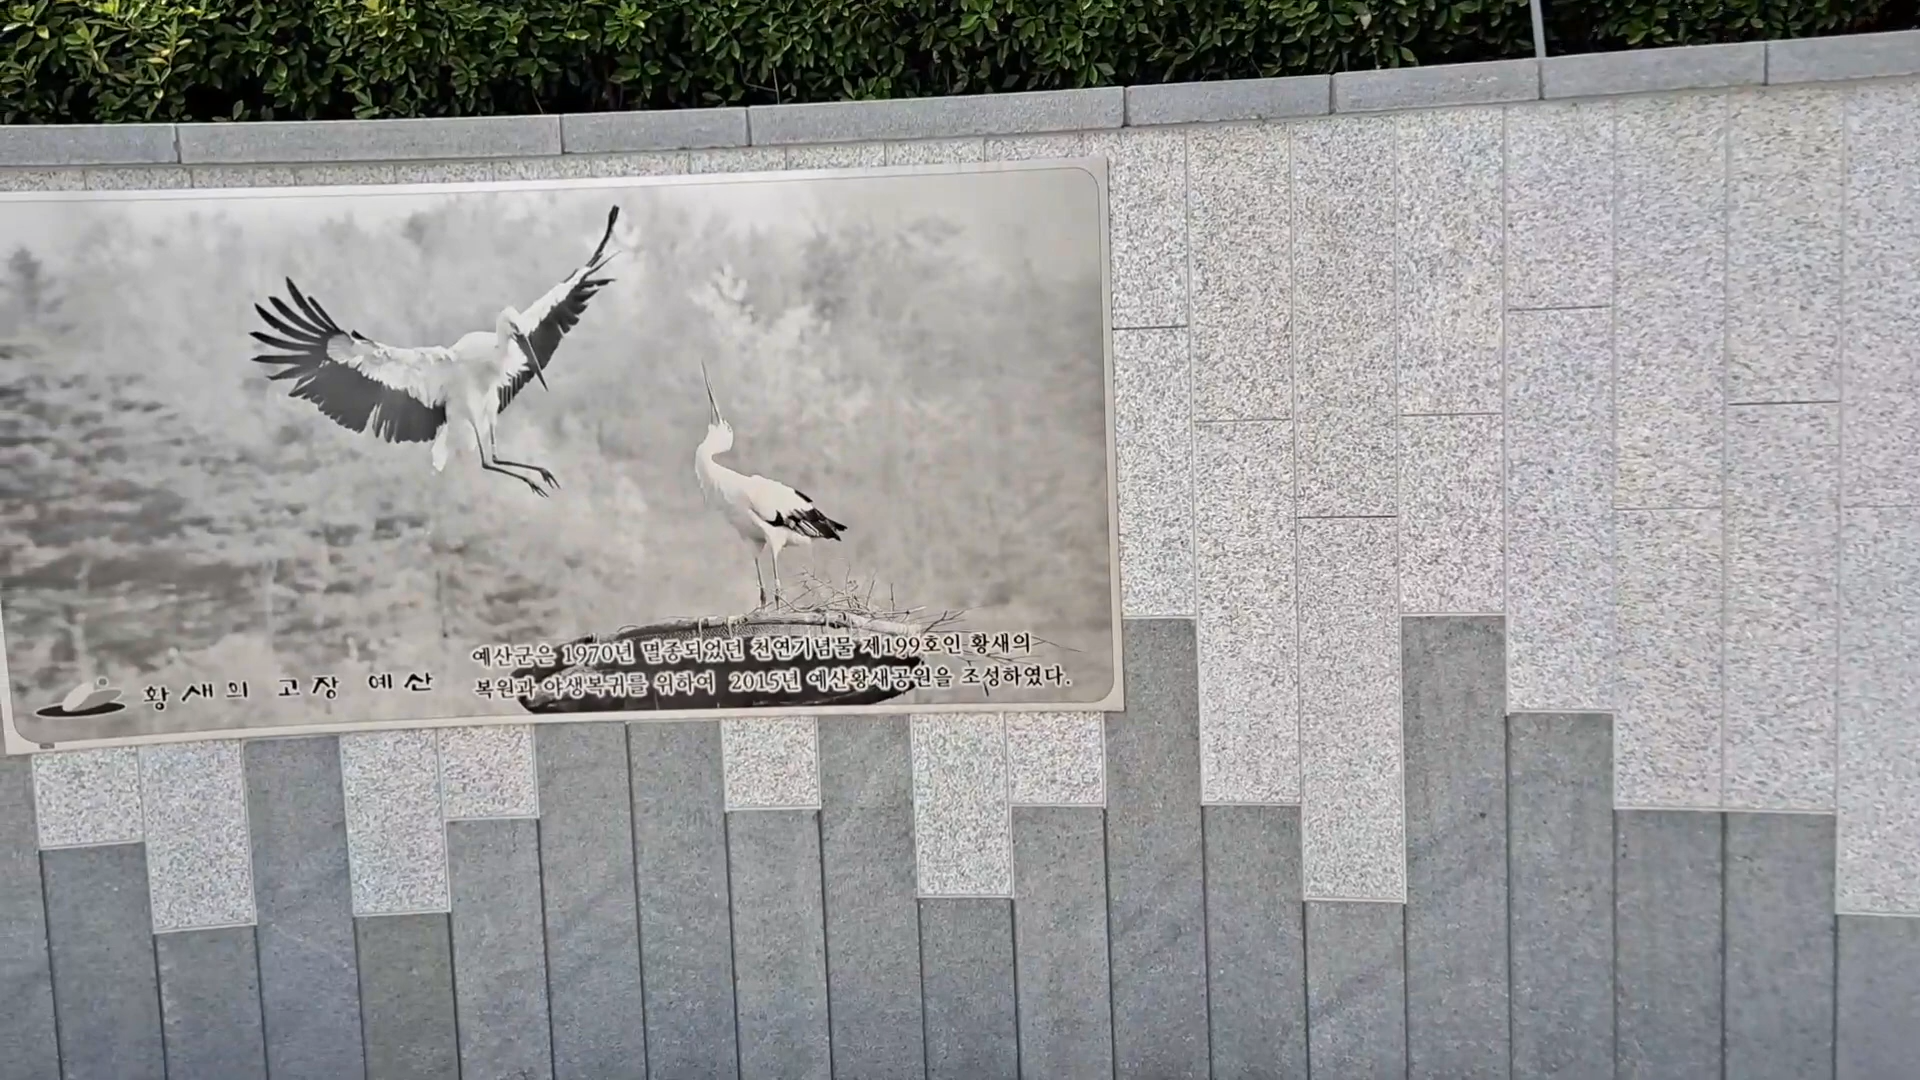 황새의 고장 예산
예산군은 1970년 멸종되었던 천연기념물 제199호인 황새의
복원과 야생복귀를 위하여 2015년 예산황새공원을 조성하였다.